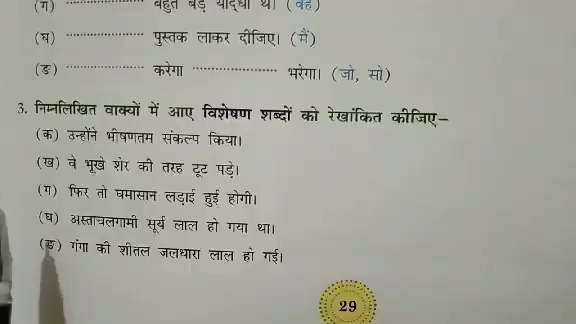 (ग) ........................ बहुत बड़े योद्धा थे। (वह)
(घ) ........................ पुस्तक लाकर दीजिए। (मैं)
(ङ) ........................ करेगा ........................ भरेगा। (जो, सो)
3. निम्नलिखित वाक्यों में आए विशेषण शब्दों को रेखांकित कीजिए–
(क) उन्होंने भीषणतम संकल्प किया।
(ख) वे भूखे शेर की तरह टूट पड़े।
(ग) फिर तो घमासान लड़ाई हुई होगी।
(घ) अस्ताचलगामी सूर्य लाल हो गया था।
(ङ) गंगा की शीतल जलधारा लाल हो गई।
29